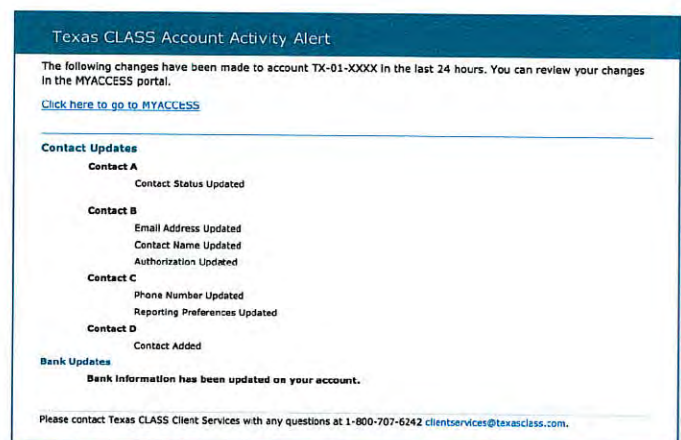 Texas CLASS Account Activity Alert
The following changes have been made to account TX-01-XXXX in the last 24 hours. You can review your changes
in the MYACCESS portal.
Click here to go to MYACCESS
Contact Updates
Contact A
Contact Status Updated
Contact B
Email Address Updated
Contact Name Updated
Authorization Updated
Contact C
Phone Number Updated
Reporting Preferences Updated
Contact D
Contact Added
Bank Updates
Bank information has been updated on your account.
Please contact Texas CLASS Client Services with any questions at 1-800-707-6242 clientservices@texasclass.com.